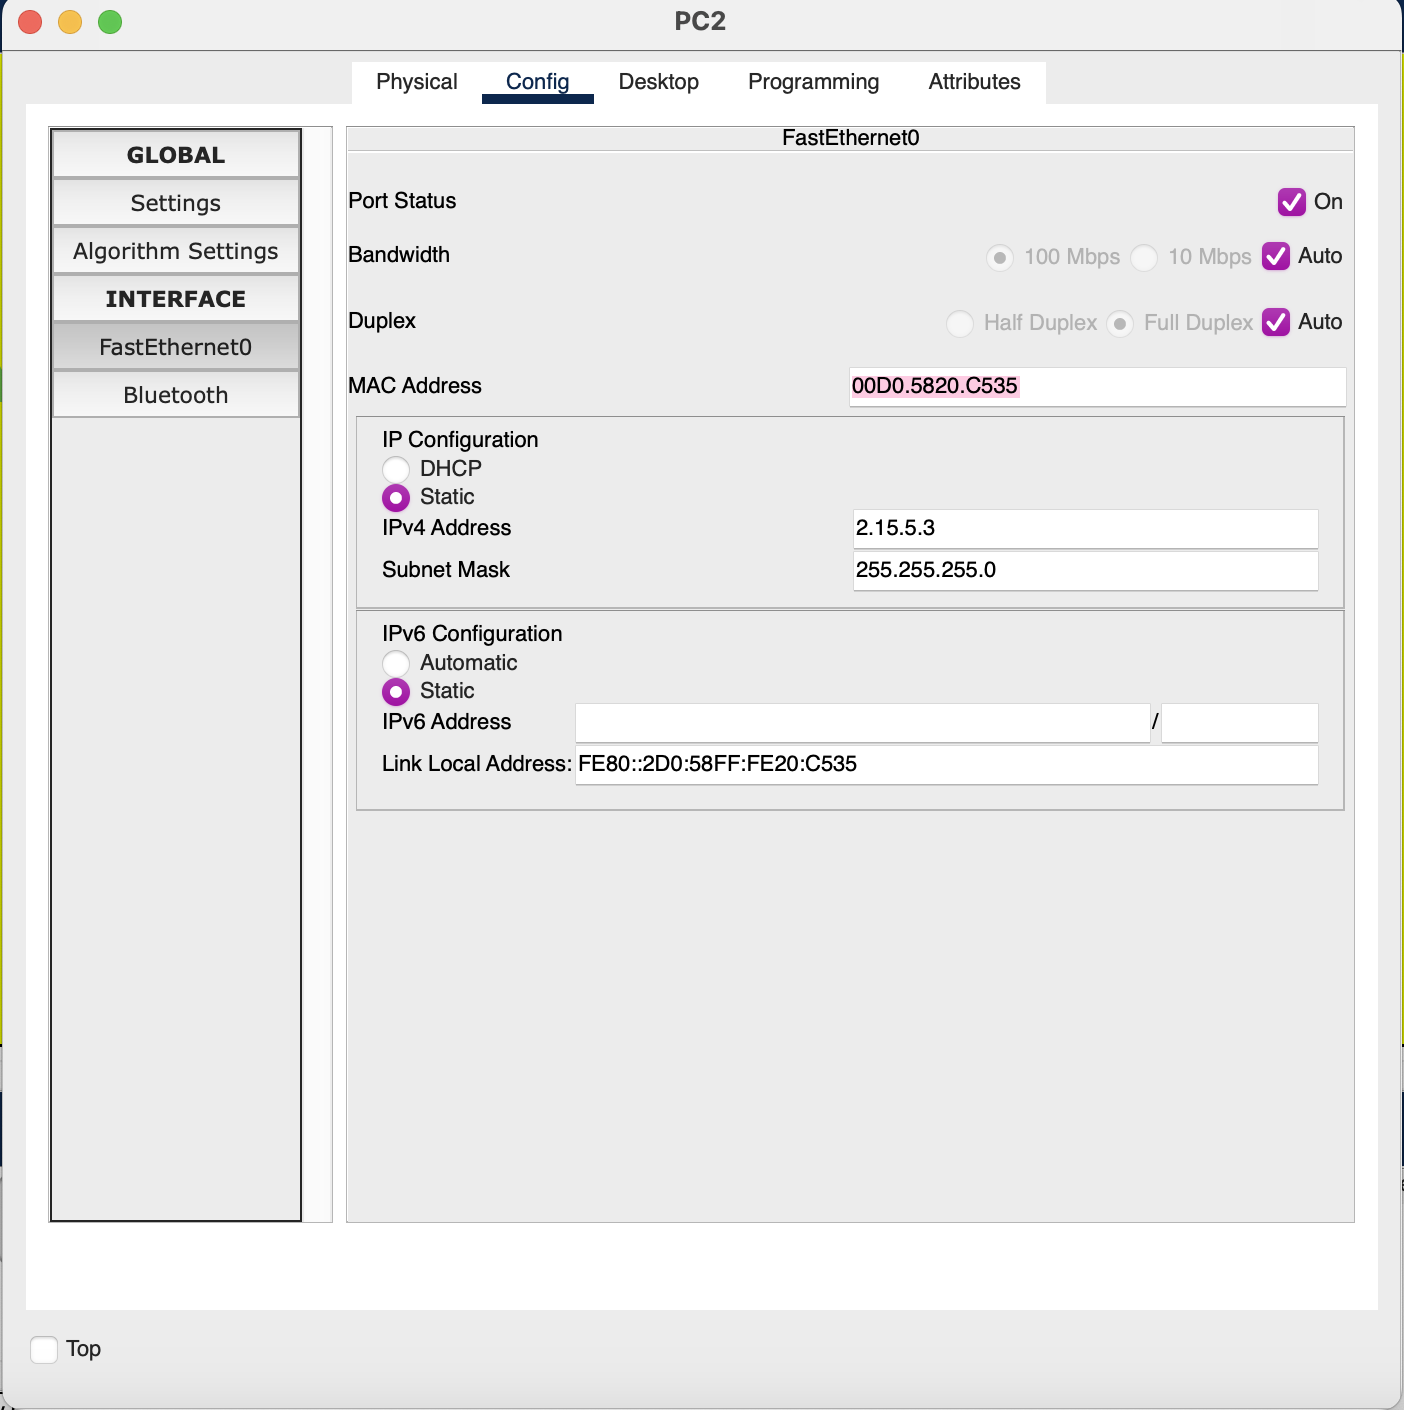 PC2
Physical Config Desktop Programming Attributes
GLOBAL
Settings
Algorithm Settings
INTERFACE
FastEthernet0
Bluetooth
FastEthernet0
Port Status On
Bandwidth 100 Mbps 10 Mbps Auto
Duplex Half Duplex Full Duplex Auto
MAC Address 00D0.5820.C535
IP Configuration
DHCP
Static
IPv4 Address 2.15.5.3
Subnet Mask 255.255.255.0
IPv6 Configuration
Automatic
Static
IPv6 Address /
Link Local Address: FE80::2D0:58FF:FE20:C535
Top